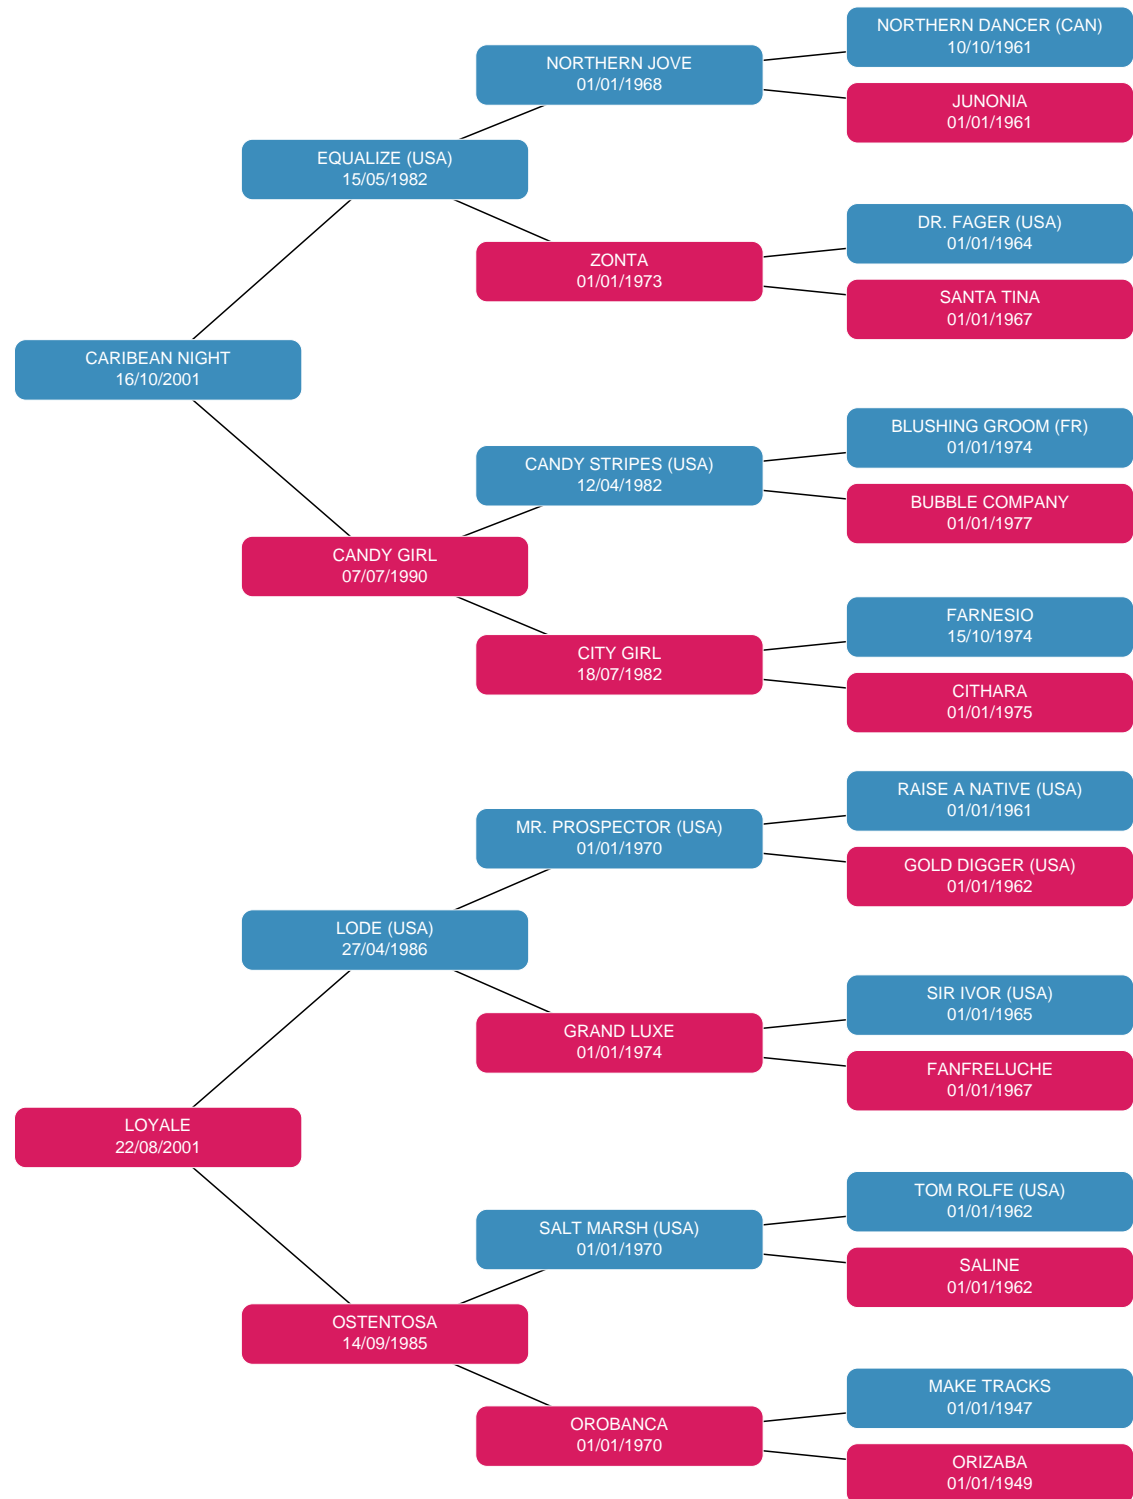 NORTHERN DANCER (CAN)
10/10/1961
NORTHERN JOVE
01/01/1968
JUNONIA
01/01/1961
EQUALIZE (USA)
15/05/1982
DR. FAGER (USA)
01/01/1964
ZONTA
01/01/1973
SANTA TINA
01/01/1967
CARIBEAN NIGHT
16/10/2001
BLUSHING GROOM (FR)
01/01/1974
CANDY STRIPES (USA)
12/04/1982
BUBBLE COMPANY
01/01/1977
CANDY GIRL
07/07/1990
FARNESIO
15/10/1974
CITY GIRL
18/07/1982
CITHARA
01/01/1975
RAISE A NATIVE (USA)
01/01/1961
MR. PROSPECTOR (USA)
01/01/1970
GOLD DIGGER (USA)
01/01/1962
LODE (USA)
27/04/1986
SIR IVOR (USA)
01/01/1965
GRAND LUXE
01/01/1974
FANFRELUCHE
01/01/1967
LOYALE
22/08/2001
TOM ROLFE (USA)
01/01/1962
SALT MARSH (USA)
01/01/1970
SALINE
01/01/1962
OSTENTOSA
14/09/1985
MAKE TRACKS
01/01/1947
OROBANCA
01/01/1970
ORIZABA
01/01/1949